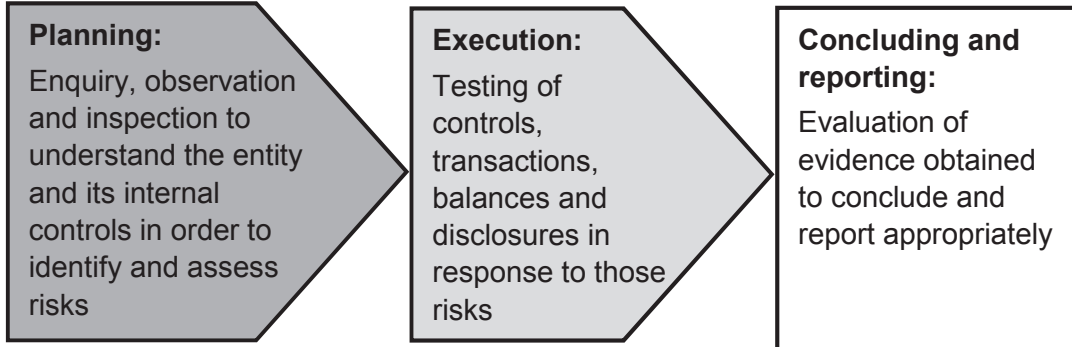 Planning:
Enquiry, observation
and inspection to
understand the entity
and its internal
controls in order to
identify and assess
risks
Execution:
Testing of
controls,
transactions,
balances and
disclosures in
response to those
risks
Concluding and
reporting:
Evaluation of
evidence obtained
to conclude and
report appropriately